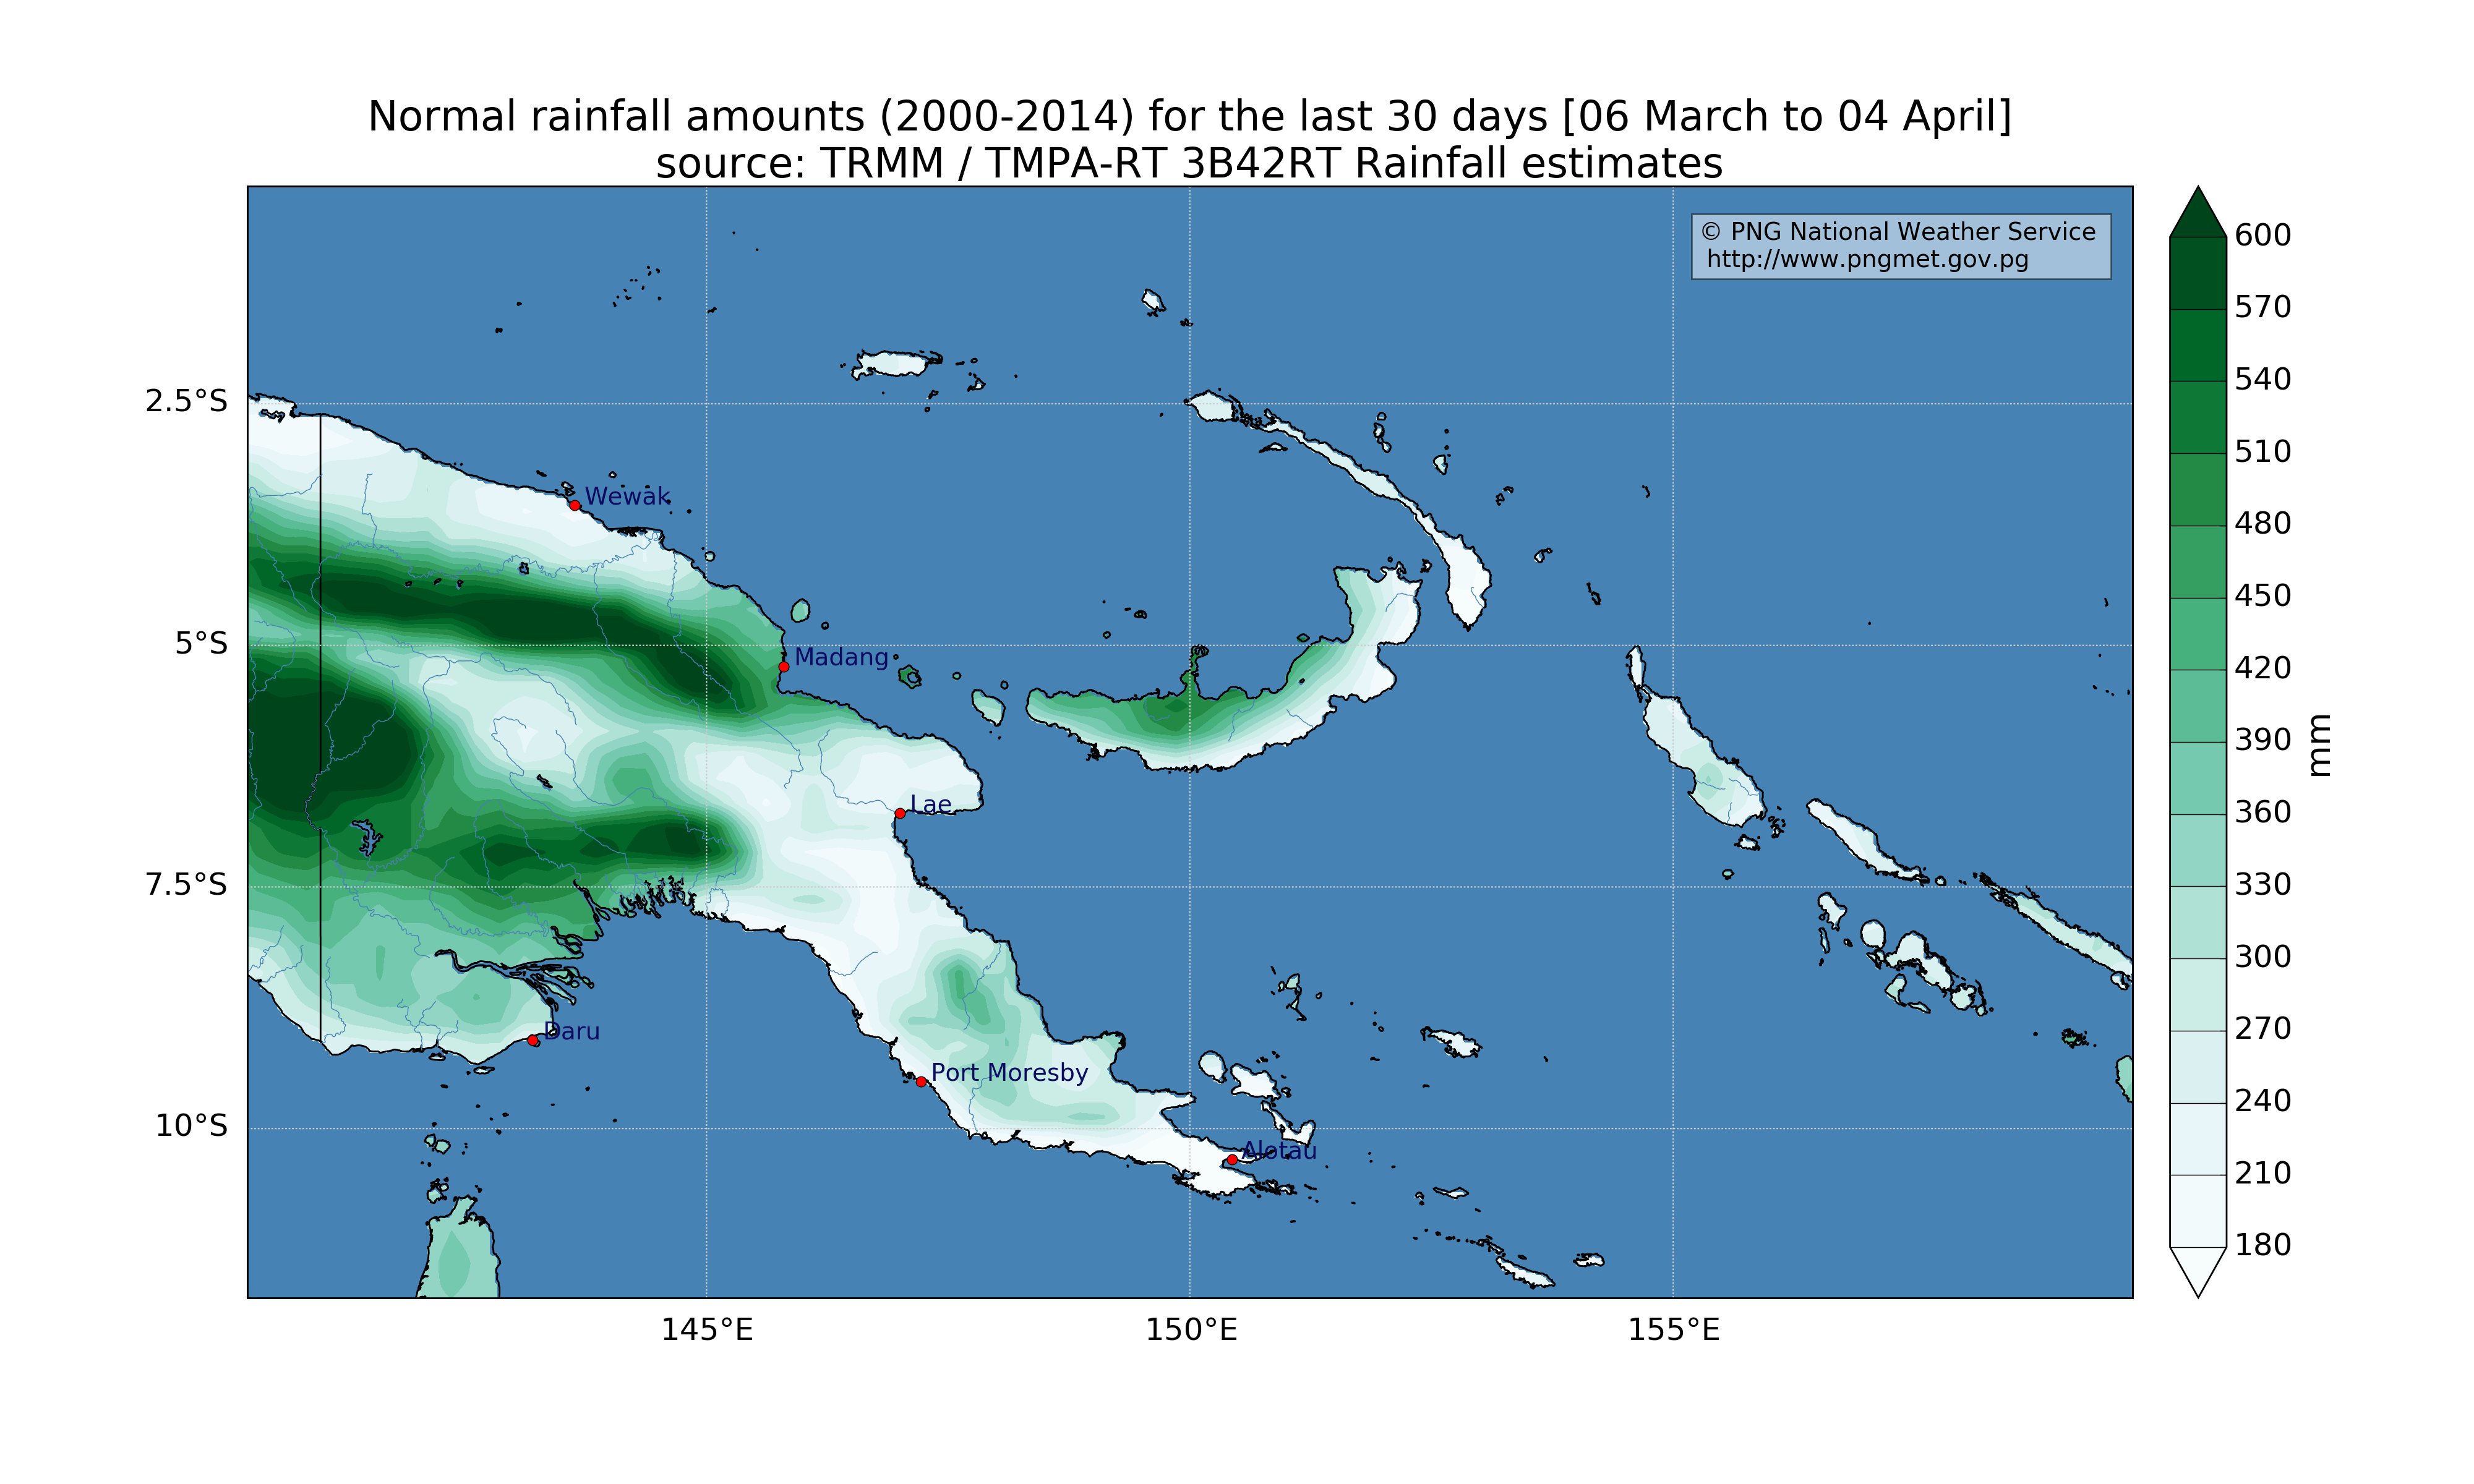 Normal rainfall amounts (2000-2014) for the last 30 days [06 March to 04 April]
source: TRMM / TMPA-RT 3B42RT Rainfall estimates
© PNG National Weather Service
http://www.pngmet.gov.pg
2.5°S
5°S
7.5°S
10°S
145°E
150°E
155°E
Wewak
Madang
Lae
Daru
Port Moresby
Alotau
600
570
540
510
480
450
420
390
360
330
300
270
240
210
180
mm